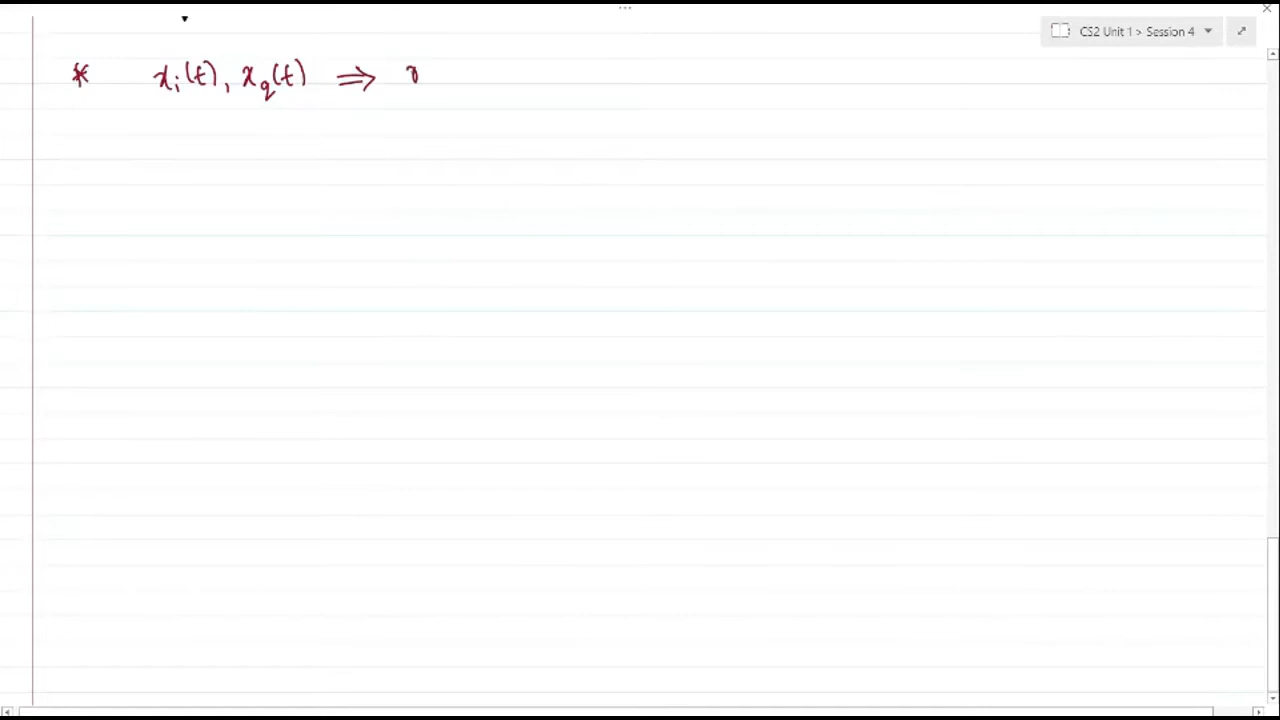 CS2 Unit 1 > Session 4
* x_i(t), x_q(t) ⇒